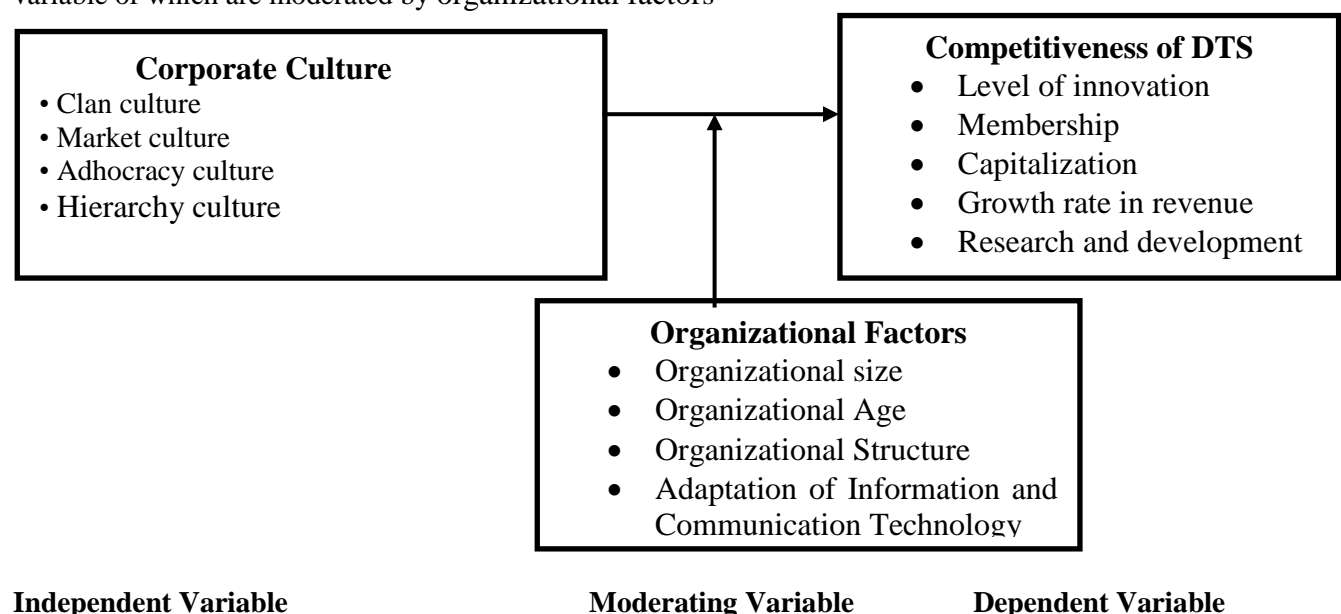 variable of which are moderated by organizational factors
Corporate Culture
• Clan culture
• Market culture
• Adhocracy culture
• Hierarchy culture
Competitiveness of DTS
• Level of innovation
• Membership
• Capitalization
• Growth rate in revenue
• Research and development
Organizational Factors
• Organizational size
• Organizational Age
• Organizational Structure
• Adaptation of Information and
Communication Technology
Independent Variable Moderating Variable Dependent Variable